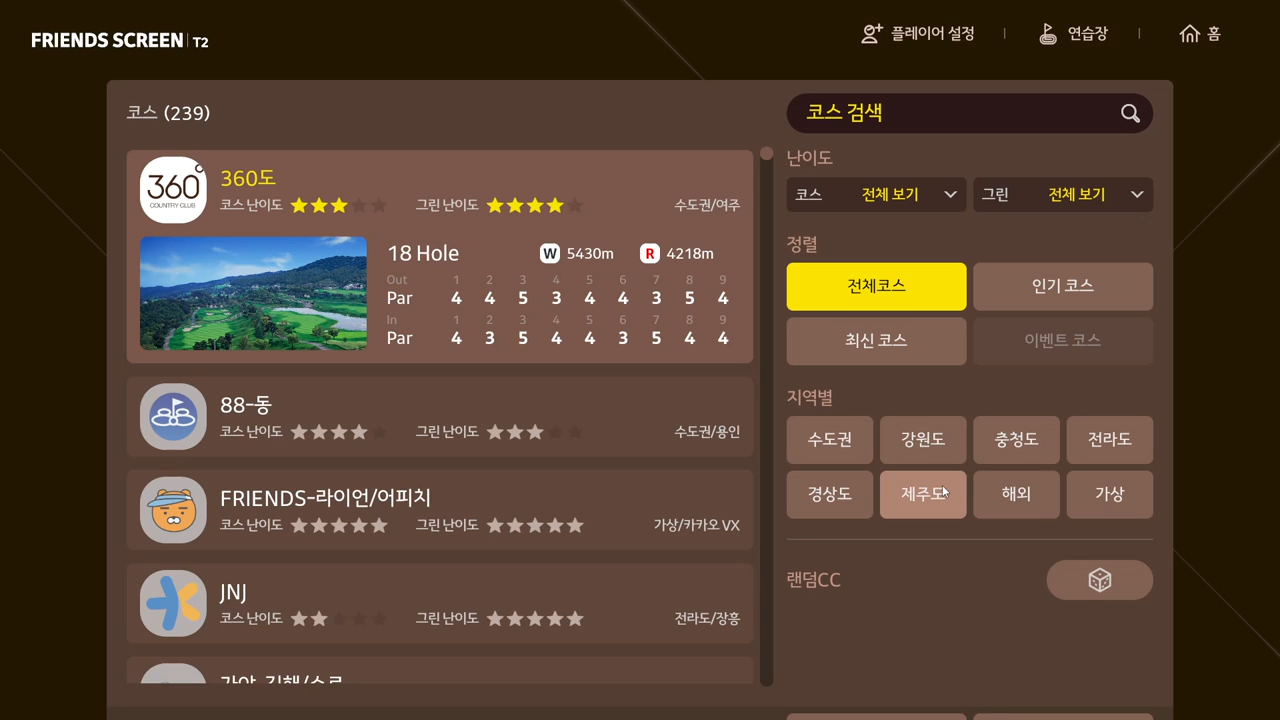 FRIENDS SCREEN T2
플레이어 설정
연습장
홈
코스 (239)
코스 검색
360
COUNTRY CLUB
360도
코스 난이도
그린 난이도
수도권/여주
18 Hole
W 5430m
R 4218m
Out 1 2 3 4 5 6 7 8 9
Par 4 4 5 3 4 4 3 5 4
In 1 2 3 4 5 6 7 8 9
Par 4 3 5 4 4 3 5 4 4
88-동
코스 난이도
그린 난이도
수도권/용인
FRIENDS-라이언/어피치
코스 난이도
그린 난이도
가상/카카오 VX
JNJ
코스 난이도
그린 난이도
전라도/장흥
난이도
코스 전체 보기
그린 전체 보기
정렬
전체코스
인기 코스
최신 코스
이벤트 코스
지역별
수도권
강원도
충청도
전라도
경상도
제주도
해외
가상
랜덤CC